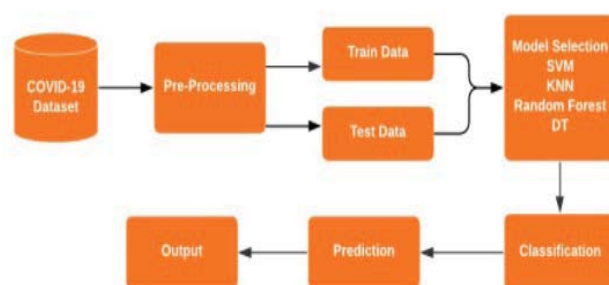 COVID-19
Dataset
Pre-Processing
Train Data
Test Data
Model Selection
SVM
KNN
Random Forest
DT
Classification
Prediction
Output